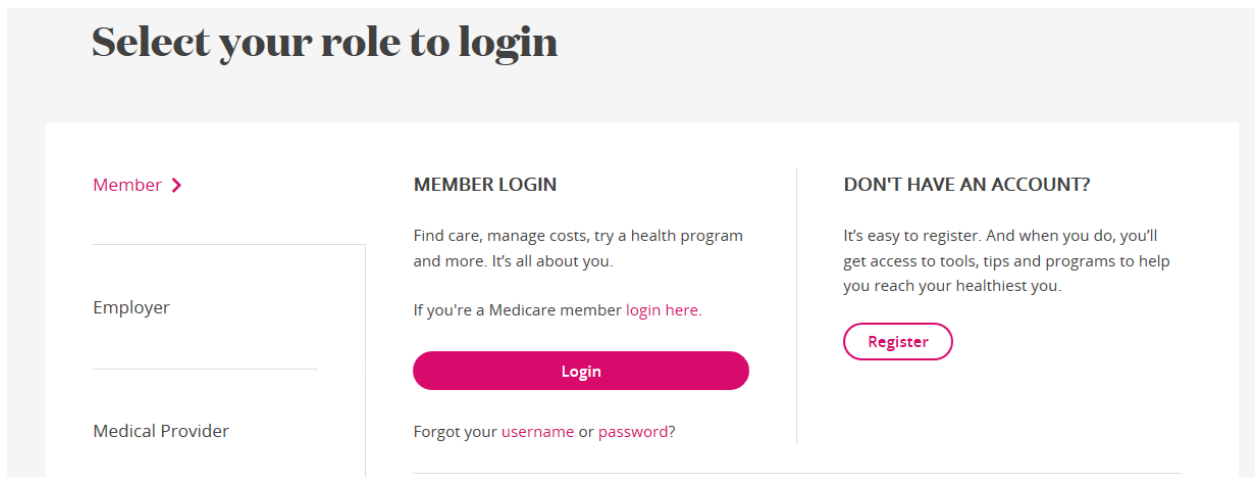 Select your role to login
Member
Employer
Medical Provider
MEMBER LOGIN
Find care, manage costs, try a health program
and more. It’s all about you.
If you're a Medicare member login here.
Login
Forgot your username or password?
DON'T HAVE AN ACCOUNT?
It’s easy to register. And when you do, you’ll
get access to tools, tips and programs to help
you reach your healthiest you.
Register